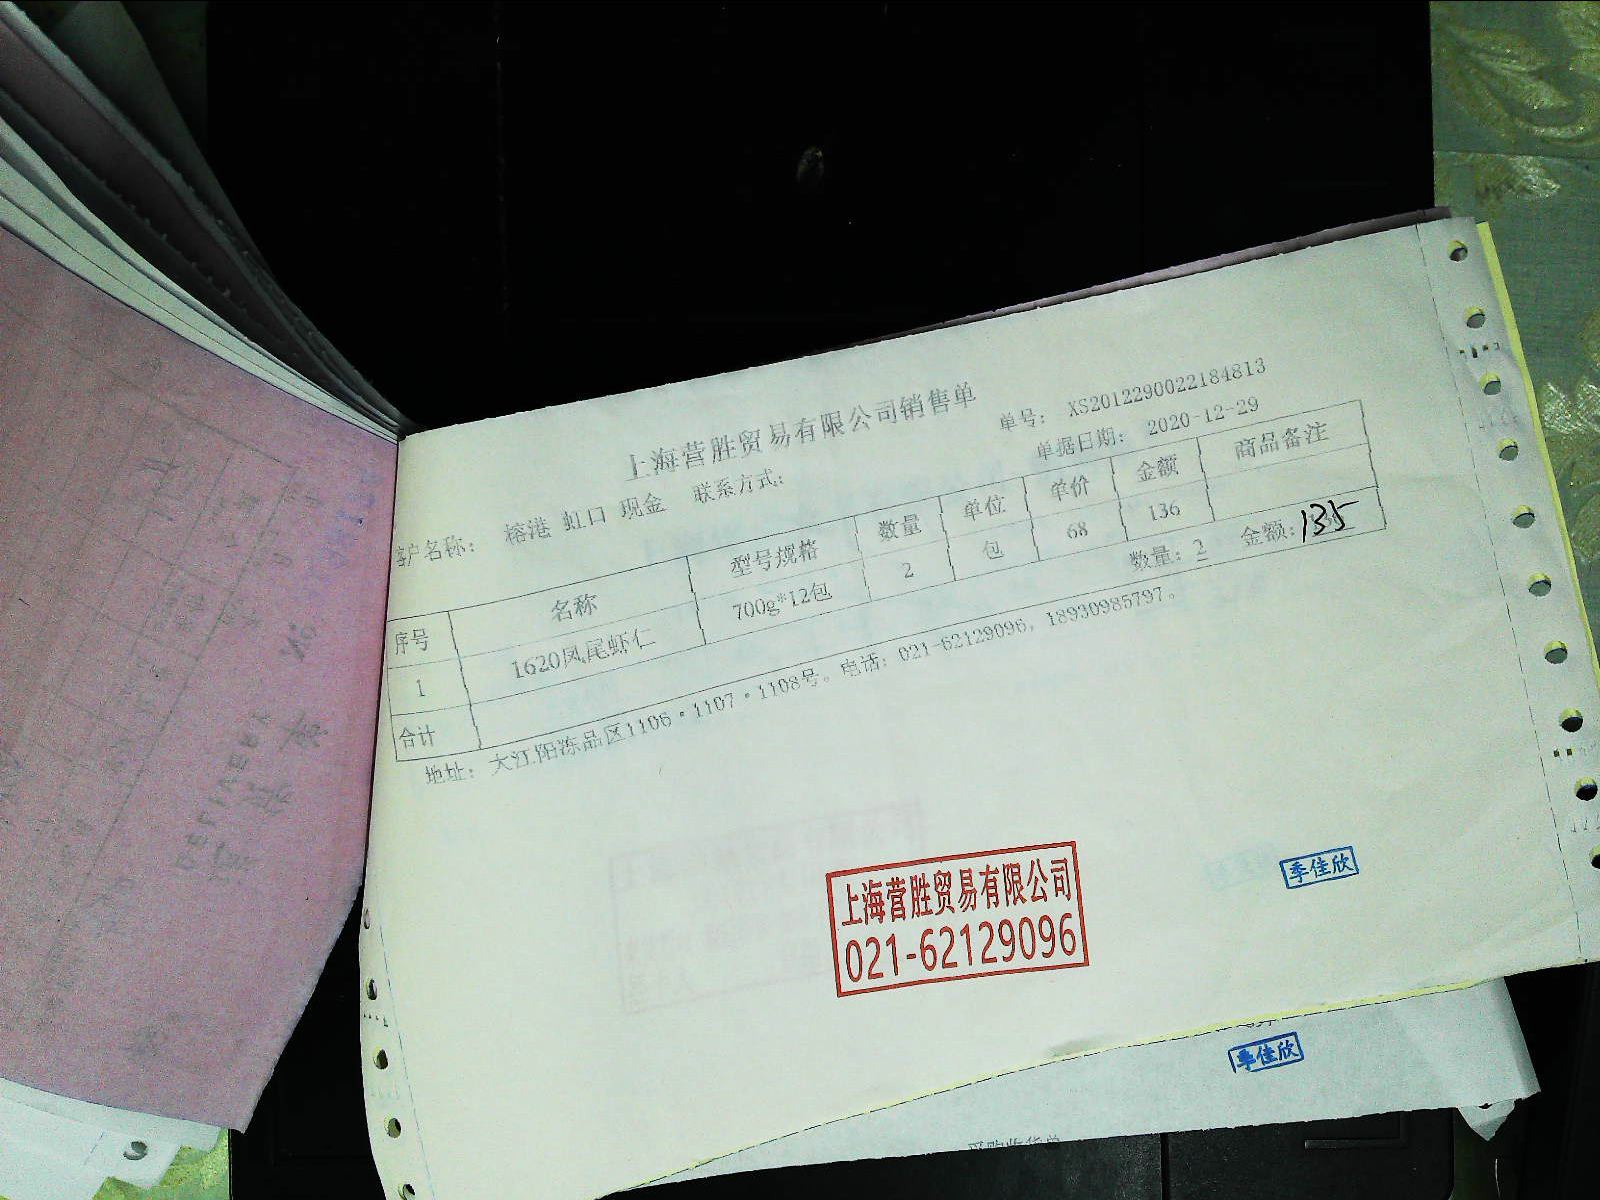 上海营胜贸易有限公司销售单
单号： XS2012290022184813
客户名称： 榕港 虹口 现金 联系方式：
单据日期： 2020-12-29
序号 名称 型号规格 数量 单位 单价 金额 商品备注
1 1620凤尾虾仁 700g*12包 2 包 68 136
合计 数量：2 金额：135
地址： 大江阳冻品区1106·1107·1108号。电话：021-62129096，18930985797。
上海营胜贸易有限公司
021-62129096
季佳欣
季佳欣
采购收货单